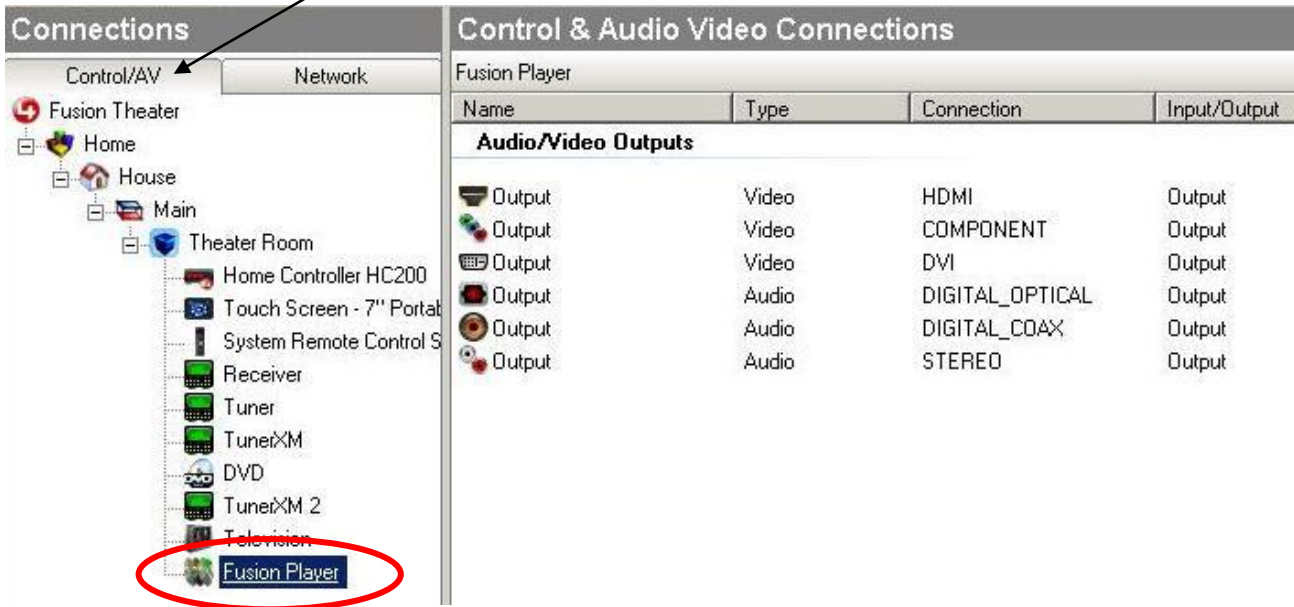 Connections
Control/AV Network
Fusion Theater
Home
House
Main
Theater Room
Home Controller HC200
Touch Screen - 7" Portab
System Remote Control S
Receiver
Tuner
TunerXM
DVD
TunerXM 2
Television
Fusion Player
Control & Audio Video Connections
Fusion Player
Name Type Connection Input/Output
Audio/Video Outputs
Output Video HDMI Output
Output Video COMPONENT Output
Output Video DVI Output
Output Audio DIGITAL_OPTICAL Output
Output Audio DIGITAL_COAX Output
Output Audio STEREO Output